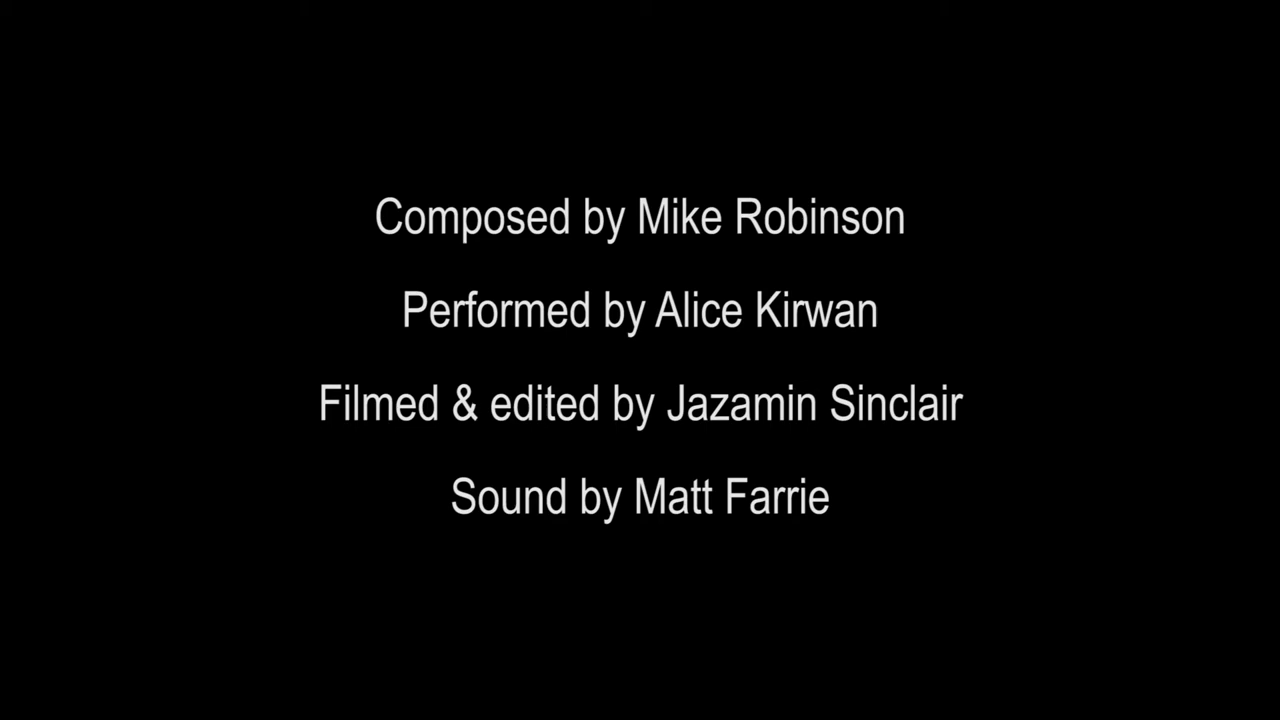 Composed by Mike Robinson
Performed by Alice Kirwan
Filmed & edited by Jazamin Sinclair
Sound by Matt Farrie